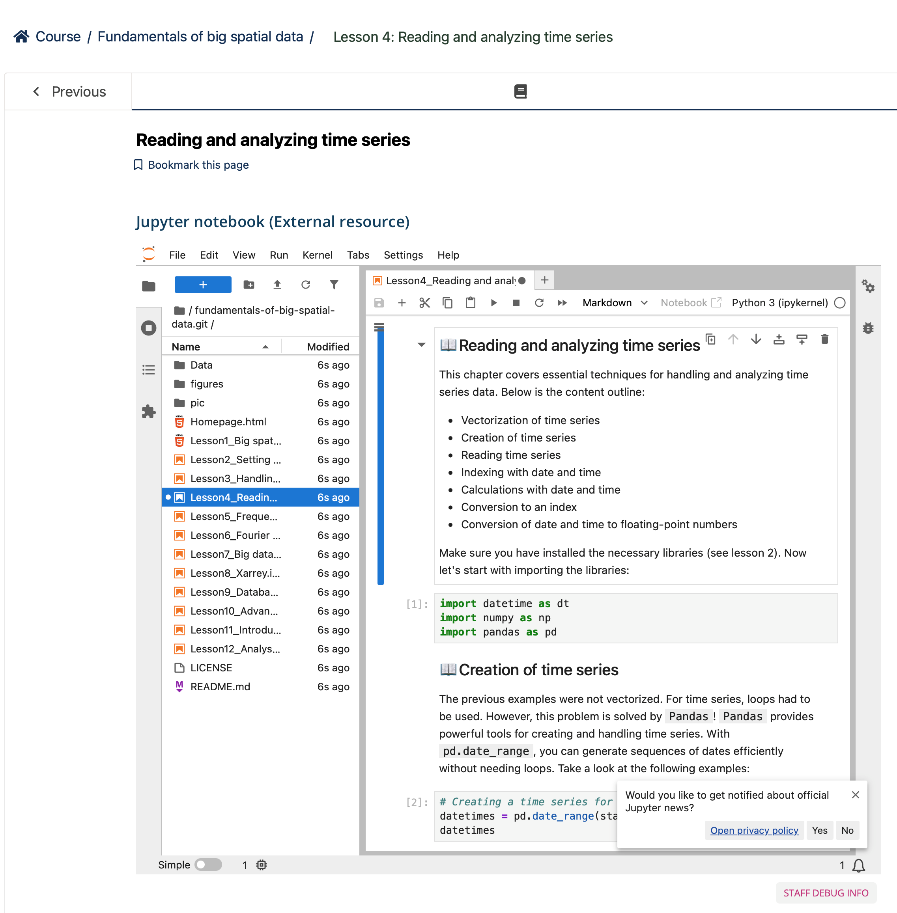 Course / Fundamentals of big spatial data / Lesson 4: Reading and analyzing time series
Previous
Reading and analyzing time series
Bookmark this page
Jupyter notebook (External resource)
File Edit View Run Kernel Tabs Settings Help
/ fundamentals-of-big-spatial-
data.git /
Name Modified
Data 6s ago
figures 6s ago
pic 6s ago
Homepage.html 6s ago
Lesson1_Big spat... 6s ago
Lesson2_Setting ... 6s ago
Lesson3_Handlin... 6s ago
Lesson4_Readin... 6s ago
Lesson5_Freque... 6s ago
Lesson6_Fourier ... 6s ago
Lesson7_Big data... 6s ago
Lesson8_Xarrey.i... 6s ago
Lesson9_Databa... 6s ago
Lesson10_Advan... 6s ago
Lesson11_Introdu... 6s ago
Lesson12_Analys... 6s ago
LICENSE 6s ago
README.md 6s ago
Lesson4_Reading and analy
Markdown Notebook Python 3 (ipykernel)
Reading and analyzing time series
This chapter covers essential techniques for handling and analyzing time
series data. Below is the content outline:
• Vectorization of time series
• Creation of time series
• Reading time series
• Indexing with date and time
• Calculations with date and time
• Conversion to an index
• Conversion of date and time to floating-point numbers
Make sure you have installed the necessary libraries (see lesson 2). Now
let's start with importing the libraries:
[1]: import datetime as dt
import numpy as np
import pandas as pd
Creation of time series
The previous examples were not vectorized. For time series, loops had to
be used. However, this problem is solved by Pandas ! Pandas provides
powerful tools for creating and handling time series. With
pd.date_range , you can generate sequences of dates efficiently
without needing loops. Take a look at the following examples:
[2]: # Creating a time series for
datetimes = pd.date_range(sta
datetimes
Would you like to get notified about official
Jupyter news?
Open privacy policy Yes No
Simple 1 1
STAFF DEBUG INFO